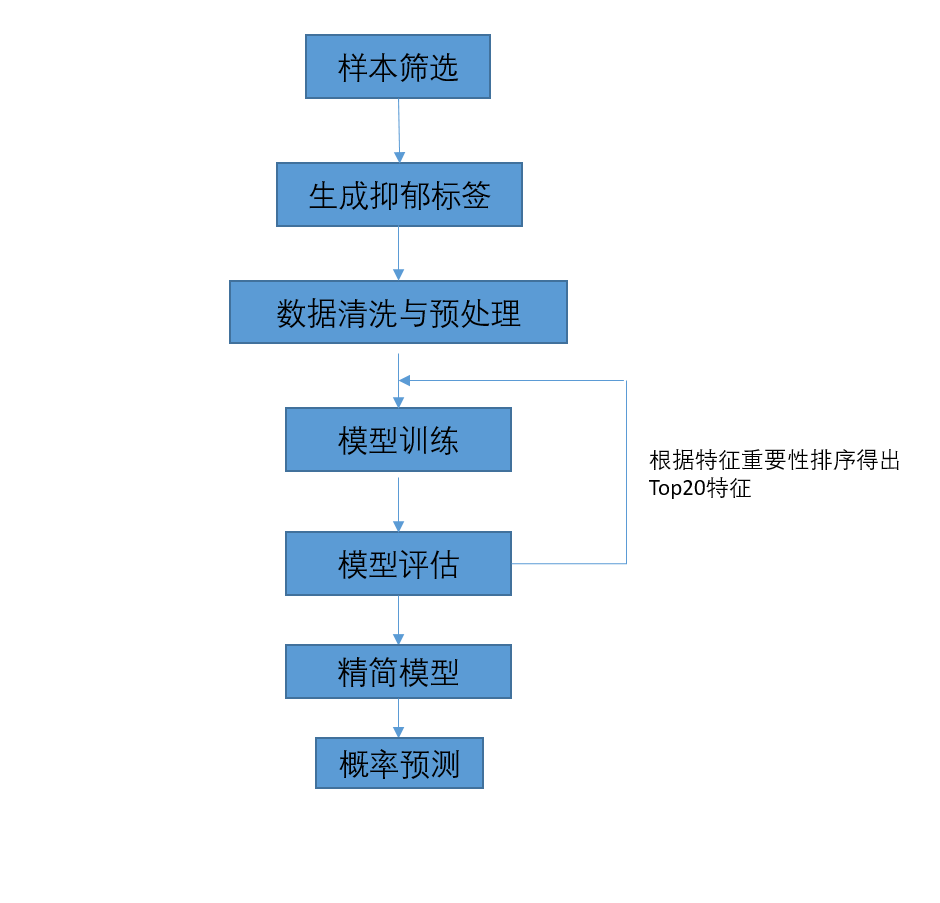 样本筛选
生成抑郁标签
数据清洗与预处理
模型训练
根据特征重要性排序得出
Top20特征
模型评估
精简模型
概率预测